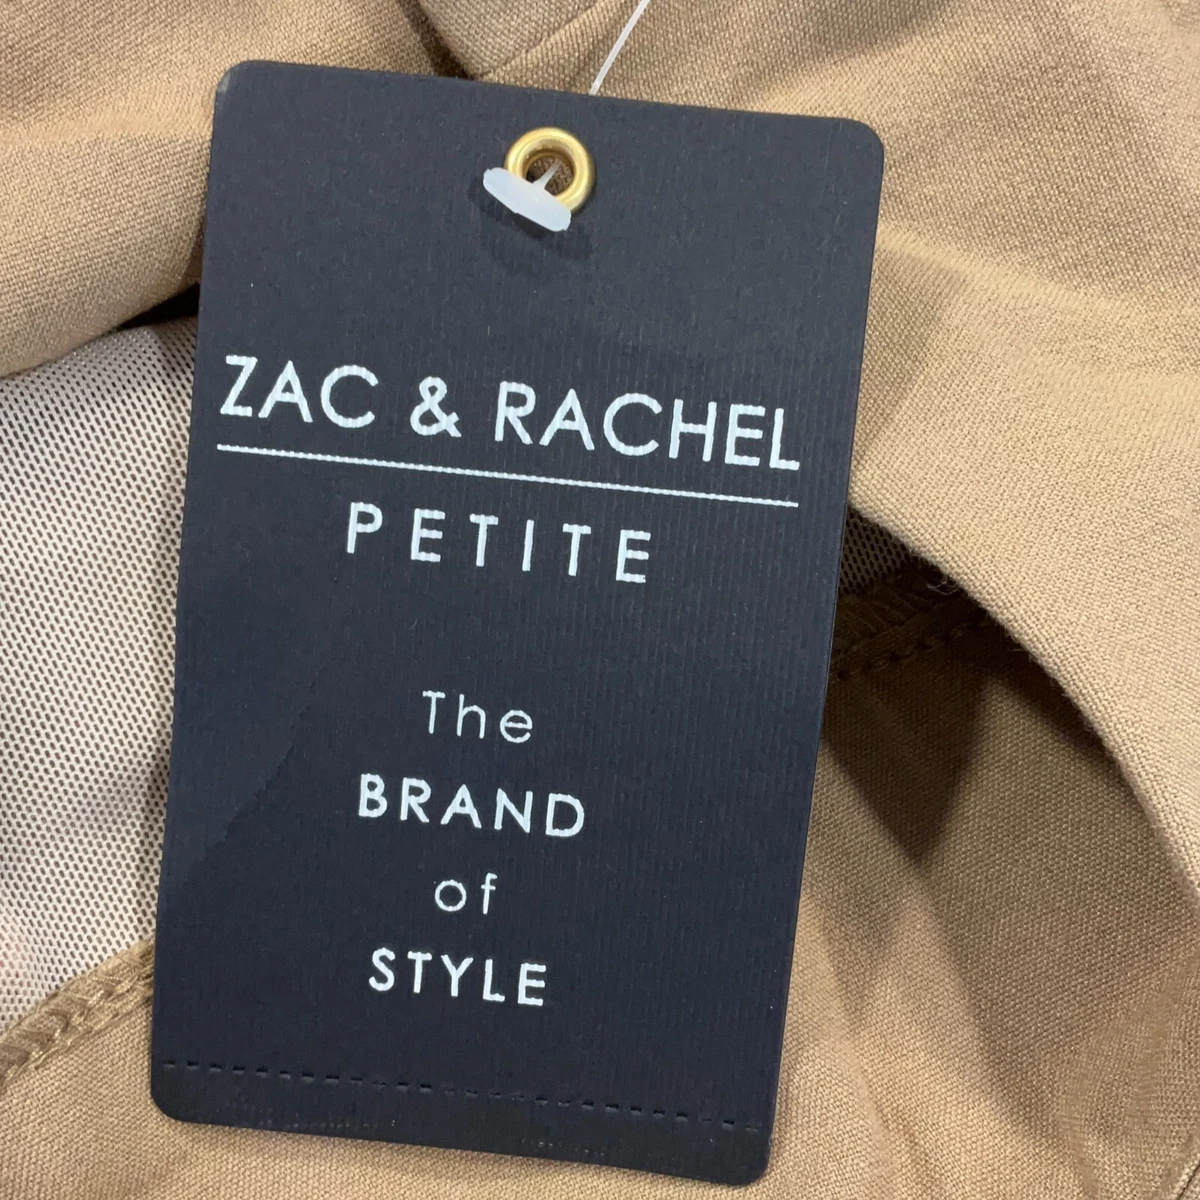 ZAC & RACHEL
PETITE
The
BRAND
of
STYLE